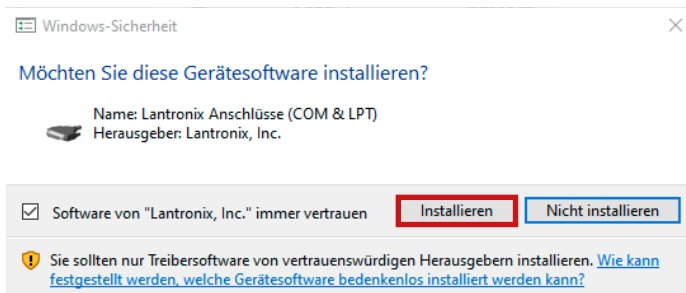 Windows-Sicherheit
Möchten Sie diese Gerätesoftware installieren?
Name: Lantronix Anschlüsse (COM & LPT)
Herausgeber: Lantronix, Inc.
Software von "Lantronix, Inc." immer vertrauen
Installieren
Nicht installieren
Sie sollten nur Treibersoftware von vertrauenswürdigen Herausgebern installieren. Wie kann
festgestellt werden, welche Gerätesoftware bedenkenlos installiert werden kann?